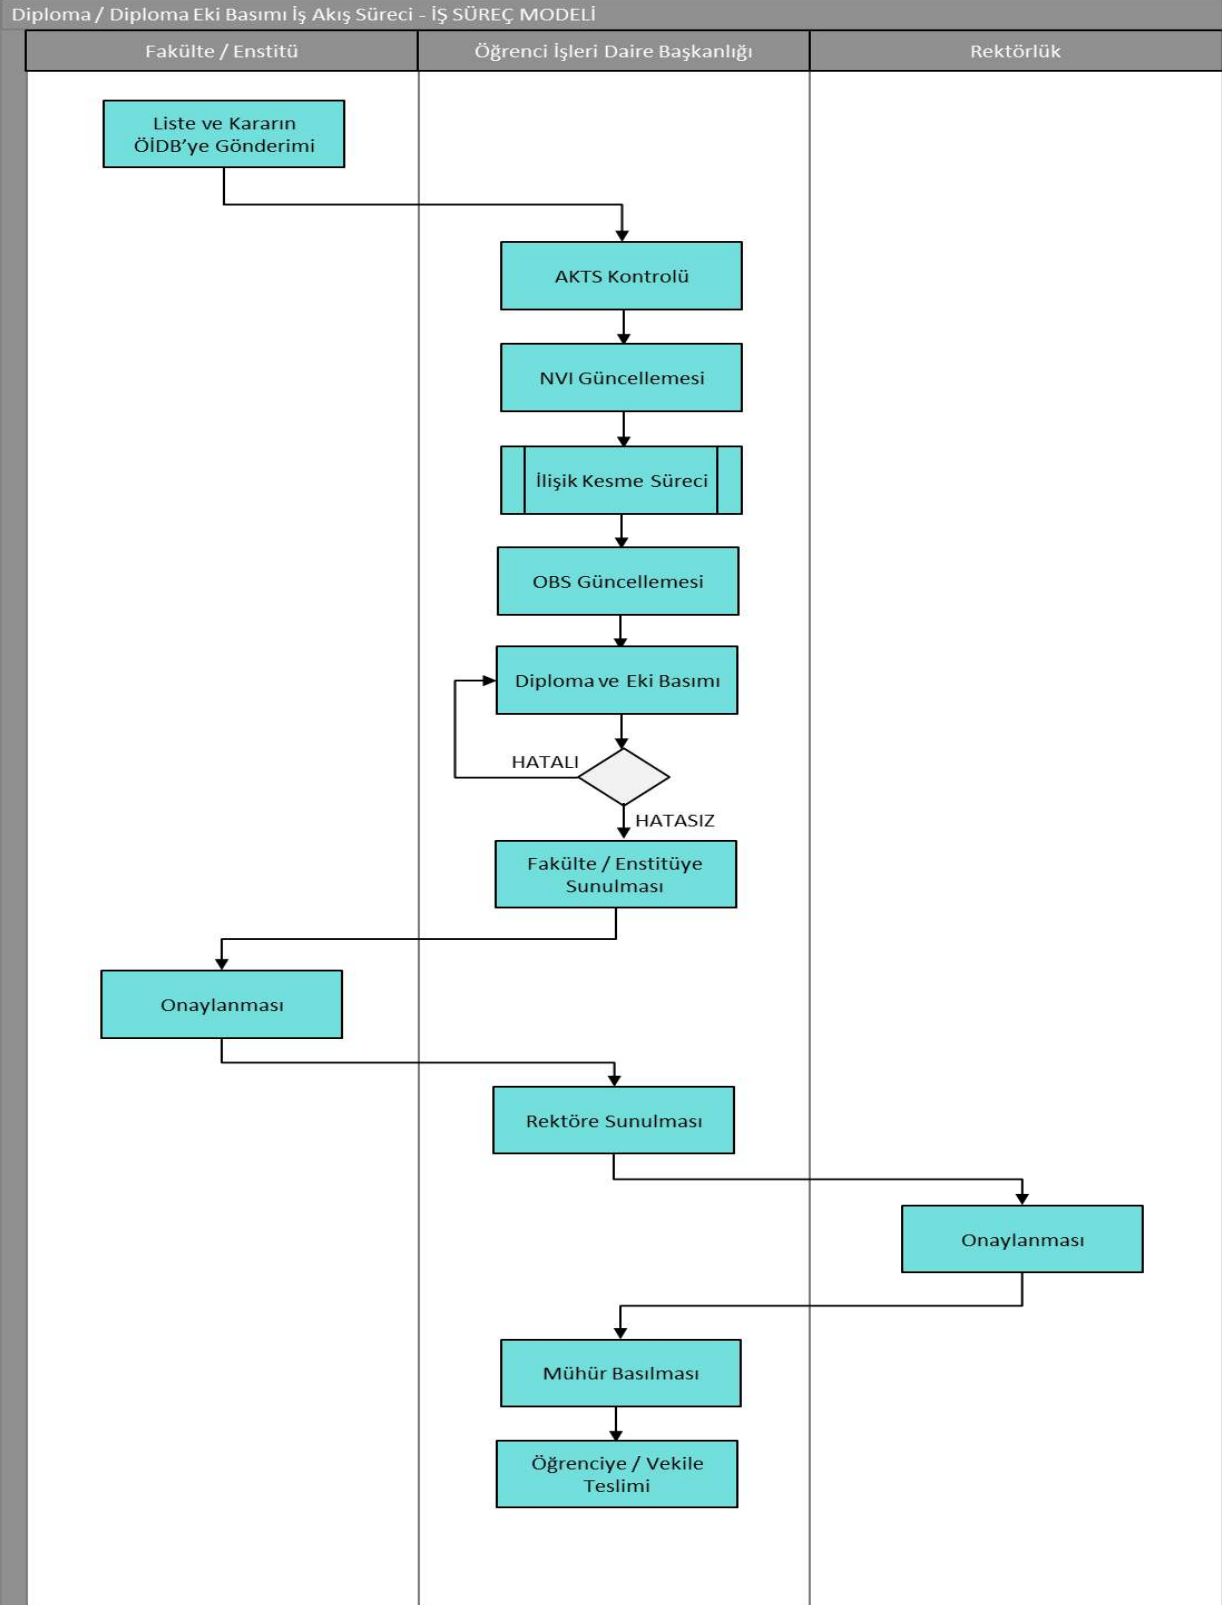 Diploma / Diploma Eki Basımı İş Akış Süreci - İŞ SÜREÇ MODELİ
Fakülte / Enstitü
Öğrenci İşleri Daire Başkanlığı
Rektörlük
Liste ve Kararın
ÖİDB'ye Gönderimi
AKTS Kontrolü
NVI Güncellemesi
İlişik Kesme Süreci
OBS Güncellemesi
Diploma ve Eki Basımı
HATALI
HATASIZ
Fakülte / Enstitüye
Sunulması
Onaylanması
Rektöre Sunulması
Onaylanması
Mühür Basılması
Öğrenciye / Vekile
Teslimi